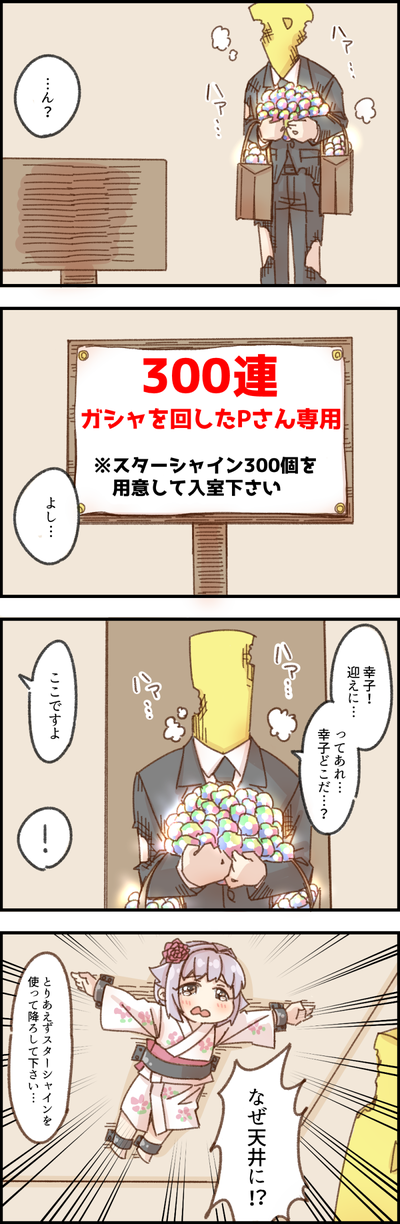 ハァ…
ハァ…
…ん?
300連
ガシャを回したPさん専用
※スターシャイン300個を
用意して入室下さい
よし…
幸子!
迎えに…
ってあれ…
幸子どこだ…?
ハァ…
ハァ…
ここですよ
!
なぜ天井に!?
とりあえずスターシャインを
使って降ろして下さい…